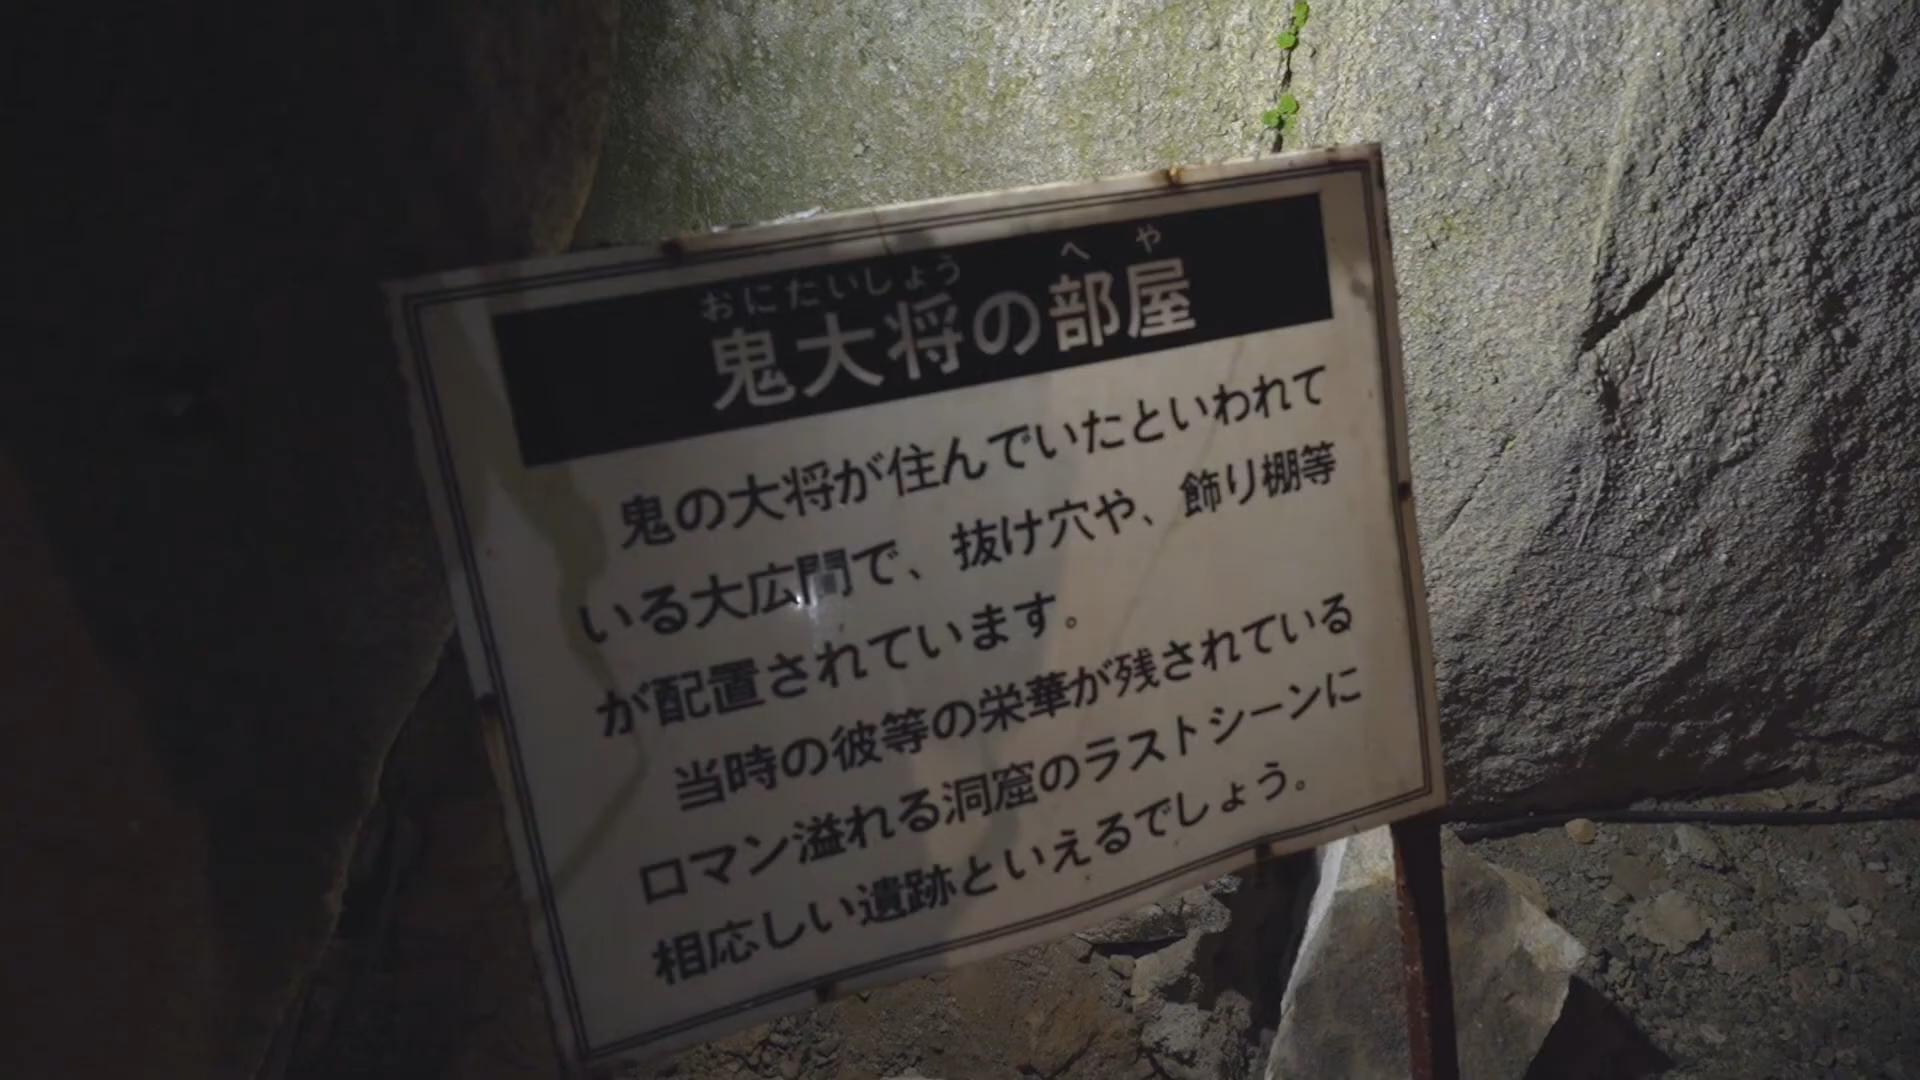 おにたいしょう へや
鬼大将の部屋
鬼の大将が住んでいたといわれて
いる大広間で、抜け穴や、飾り棚等
が配置されています。
当時の彼等の栄華が残されている
ロマン溢れる洞窟のラストシーンに
相応しい遺跡といえるでしょう。